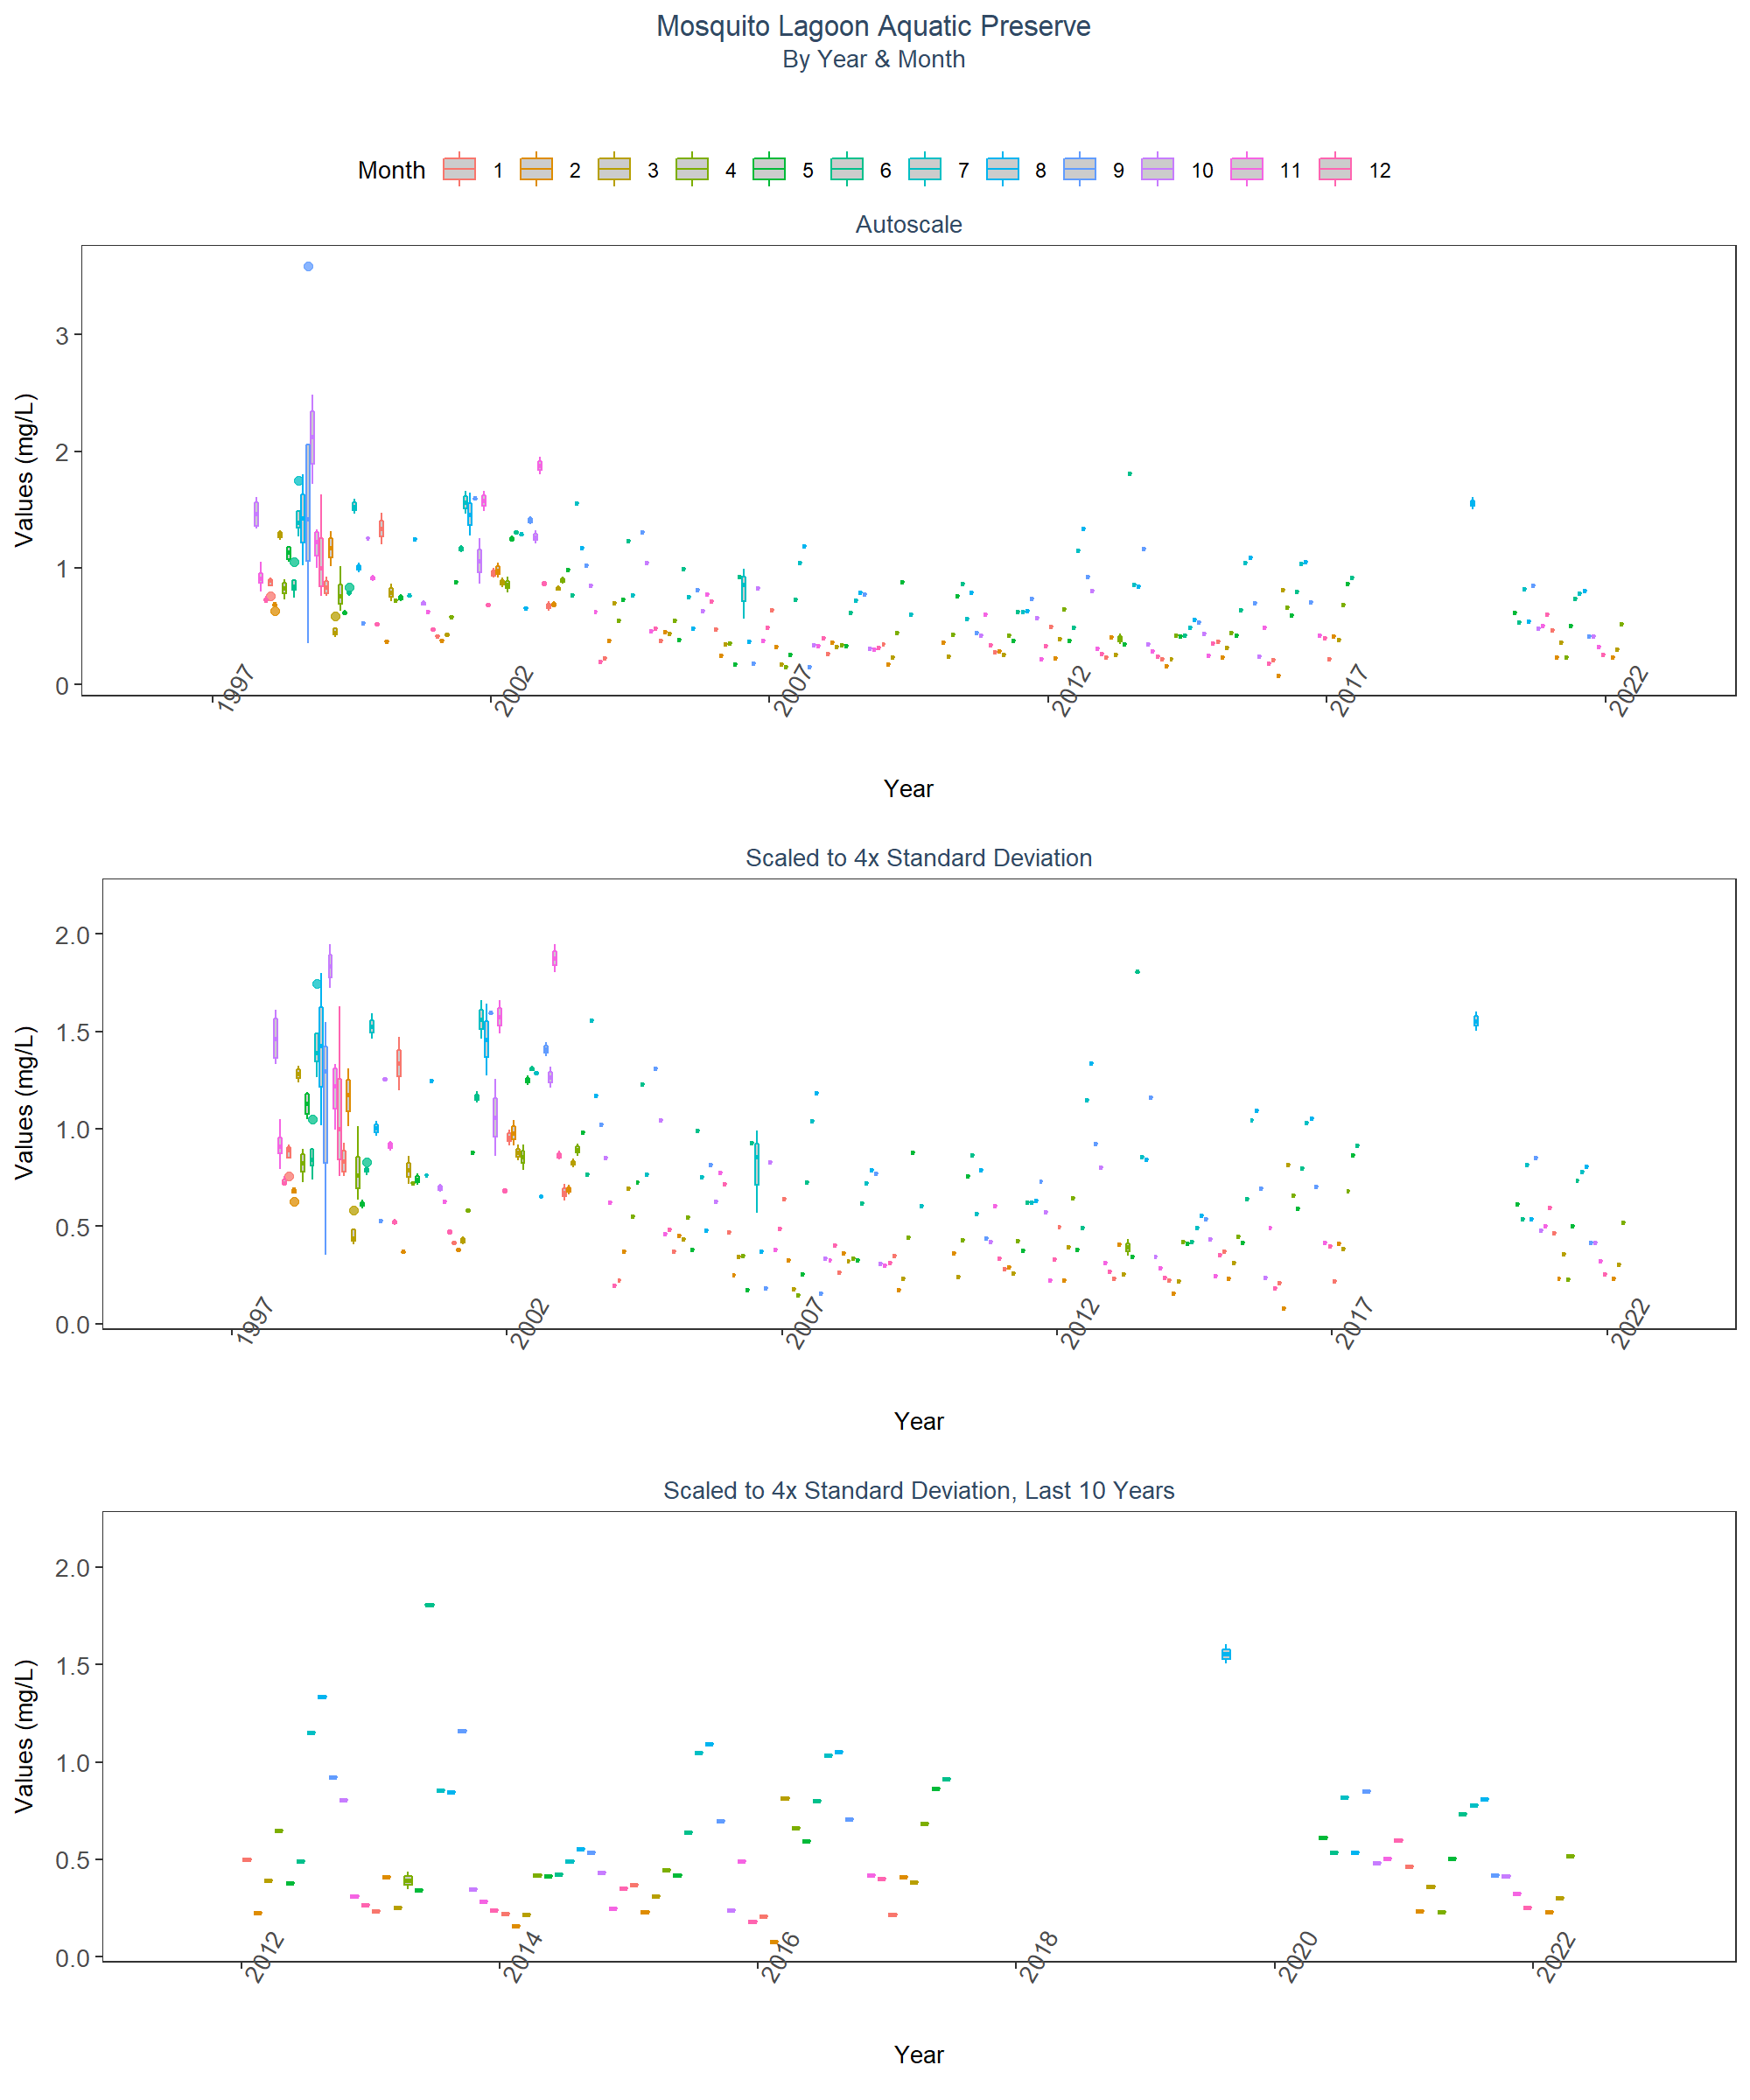 Mosquito Lagoon Aquatic Preserve
By Year & Month
Month 1 2 3 4 5 6 7 8 9 10 11 12
Autoscale
Values (mg/L)
3
2
1
0
1997 2002 2007 2012 2017 2022
Year
Scaled to 4x Standard Deviation
Values (mg/L)
2.0
1.5
1.0
0.5
0.0
1997 2002 2007 2012 2017 2022
Year
Scaled to 4x Standard Deviation, Last 10 Years
Values (mg/L)
2.0
1.5
1.0
0.5
0.0
2012 2014 2016 2018 2020 2022
Year